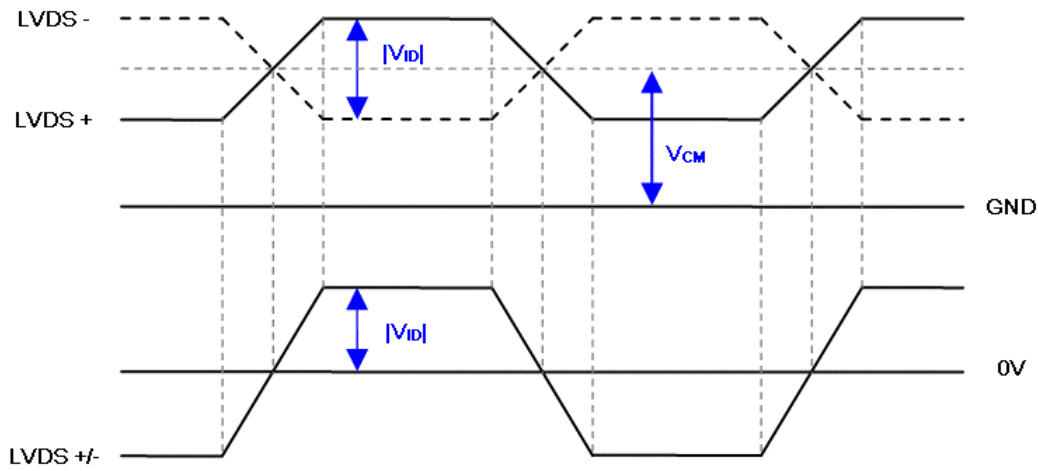 LVDS -
|VID|
LVDS +
VCM
GND
|VID|
0V
LVDS +/-